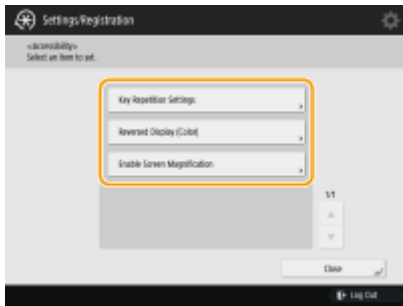 Settings/Registration
<Accessibility>
Select an item to set.
Key Repetition Settings
Reversed Display (Color)
Enable Screen Magnification
1/1
Close
Log Out